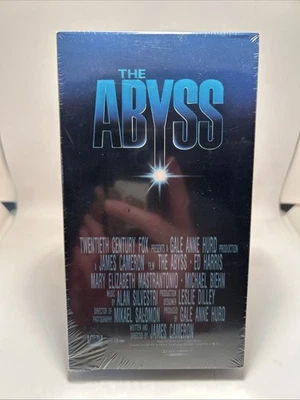 THE
ABYSS
TWENTIETH CENTURY FOX PRESENTS A GALE ANNE HURD PRODUCTION
A JAMES CAMERON FILM THE ABYSS · ED HARRIS
MARY ELIZABETH MASTRANTONIO · MICHAEL BIEHN
MUSIC BY ALAN SILVESTRI PRODUCTION DESIGNER LESLIE DILLEY
DIRECTOR OF PHOTOGRAPHY MIKAEL SALOMON PRODUCED BY GALE ANNE HURD
WRITTEN AND DIRECTED BY JAMES CAMERON